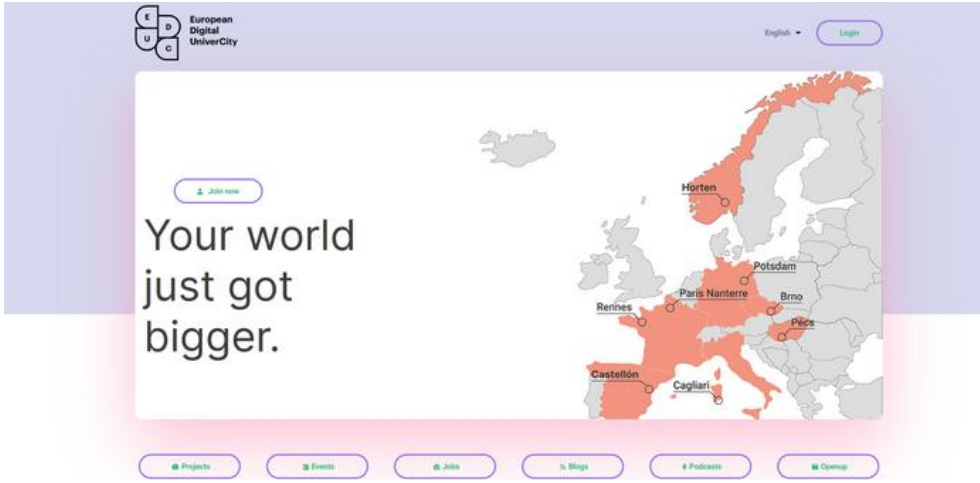 E
D
U
C
European
Digital
UniverCity
English
Login
Join now
Your world
just got
bigger.
Horten
Potsdam
Paris Nanterre
Brno
Rennes
Pécs
Castellón
Cagliari
Projects
Events
Jobs
Blogs
Podcasts
Openup